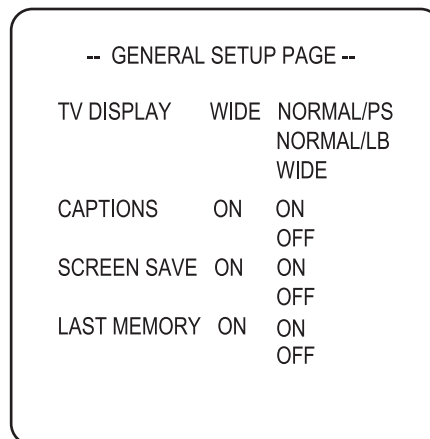 -- GENERAL SETUP PAGE --
TV DISPLAY WIDE NORMAL/PS
NORMAL/LB
WIDE
CAPTIONS ON ON
OFF
SCREEN SAVE ON ON
OFF
LAST MEMORY ON ON
OFF